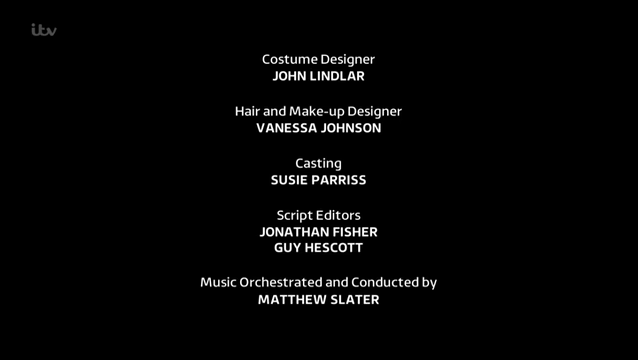 itv
Costume Designer
JOHN LINDLAR
Hair and Make-up Designer
VANESSA JOHNSON
Casting
SUSIE PARRISS
Script Editors
JONATHAN FISHER
GUY HESCOTT
Music Orchestrated and Conducted by
MATTHEW SLATER